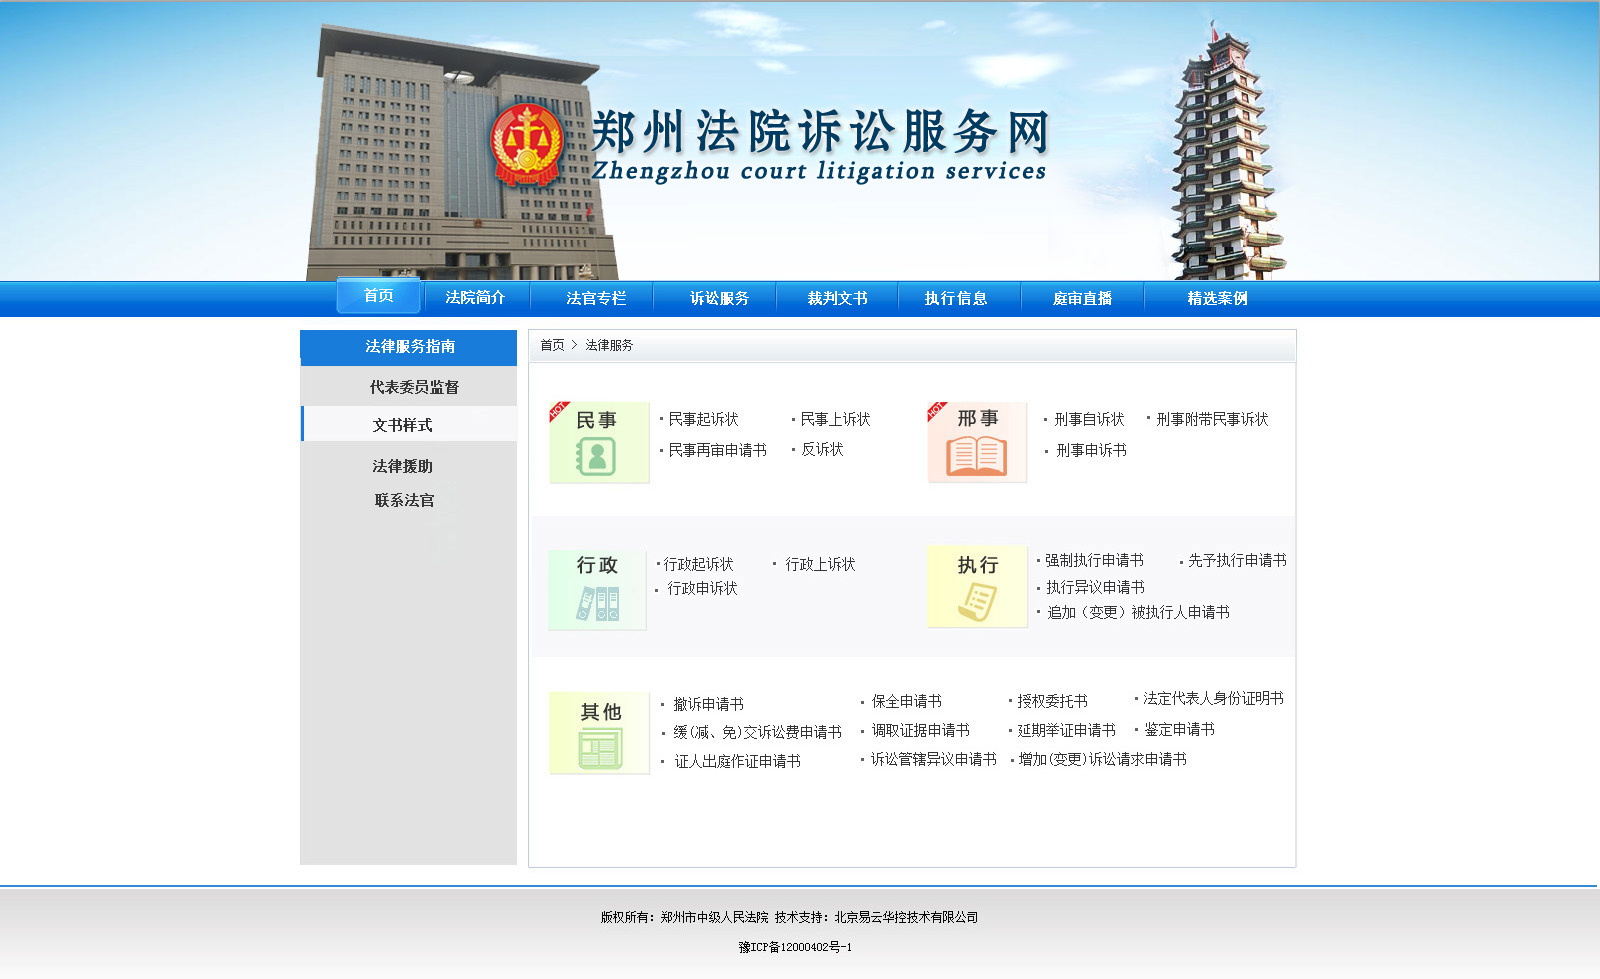 郑州法院诉讼服务网
Zhengzhou court litigation services
首页 法院简介 法官专栏 诉讼服务 裁判文书 执行信息 庭审直播 精选案例
法律服务指南
代表委员监督
文书样式
法律援助
联系法官
首页 > 法律服务
HOT
民事
· 民事起诉状 · 民事上诉状
· 民事再审申请书 · 反诉状
HOT
刑事
· 刑事自诉状 · 刑事附带民事诉状
· 刑事申诉书
行政
· 行政起诉状 · 行政上诉状
· 行政申诉状
执行
· 强制执行申请书 · 先予执行申请书
· 执行异议申请书
· 追加（变更）被执行人申请书
其他
· 撤诉申请书 · 保全申请书 · 授权委托书 · 法定代表人身份证明书
· 缓(减、免)交诉讼费申请书 · 调取证据申请书 · 延期举证申请书 · 鉴定申请书
· 证人出庭作证申请书 · 诉讼管辖异议申请书 · 增加(变更)诉讼请求申请书
版权所有：郑州市中级人民法院 技术支持：北京易云华控技术有限公司
豫ICP备12000402号-1